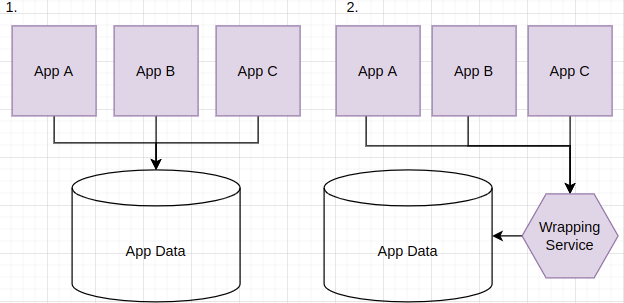 1.
App A
App B
App C
App Data
2.
App A
App B
App C
App Data
Wrapping
Service